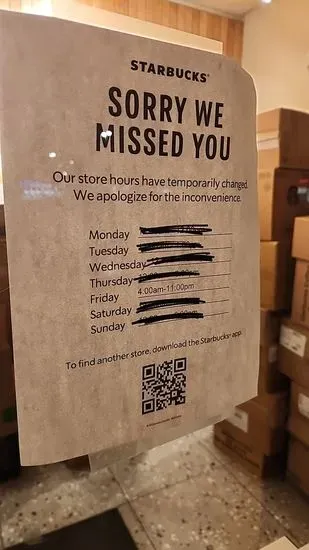 STARBUCKS®
SORRY WE
MISSED YOU
Our store hours have temporarily changed.
We apologize for the inconvenience.
Monday
Tuesday
Wednesday
Thursday
Friday 4:00am-11:00pm
Saturday
Sunday
To find another store, download the Starbucks® app.